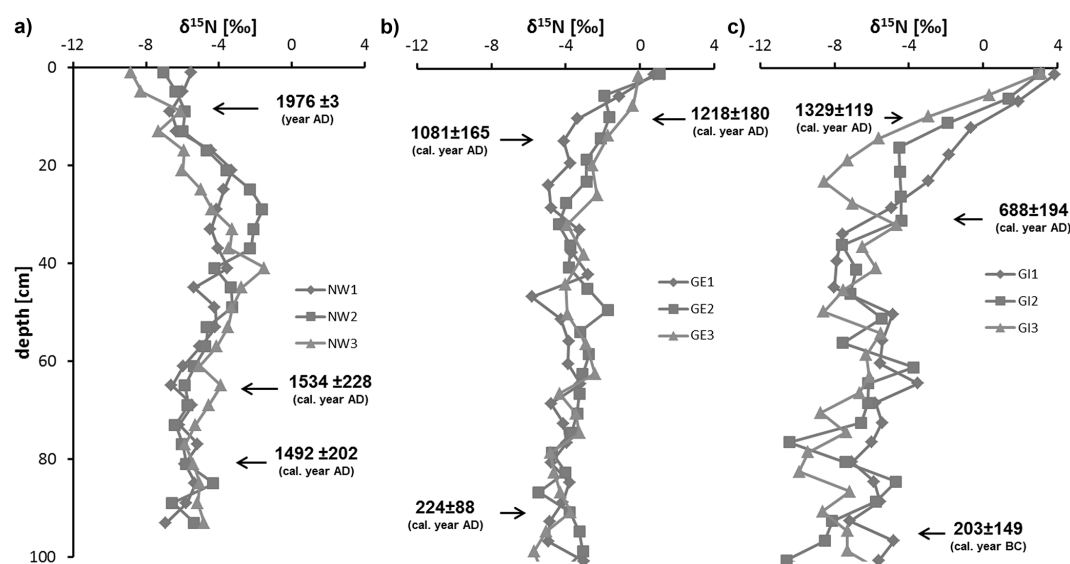 a) δ¹⁵N [‰]
-12 -8 -4 0 4
0
20
40
60
80
100
depth [cm]
1976 ±3
(year AD)
NW1
NW2
NW3
1534 ±228
(cal. year AD)
1492 ±202
(cal. year AD)
b) δ¹⁵N [‰]
-12 -8 -4 0 4
1081±165
(cal. year AD)
1218±180
(cal. year AD)
GE1
GE2
GE3
224±88
(cal. year AD)
c) δ¹⁵N [‰]
-12 -8 -4 0 4
1329±119
(cal. year AD)
688±194
(cal. year AD)
GI1
GI2
GI3
203±149
(cal. year BC)